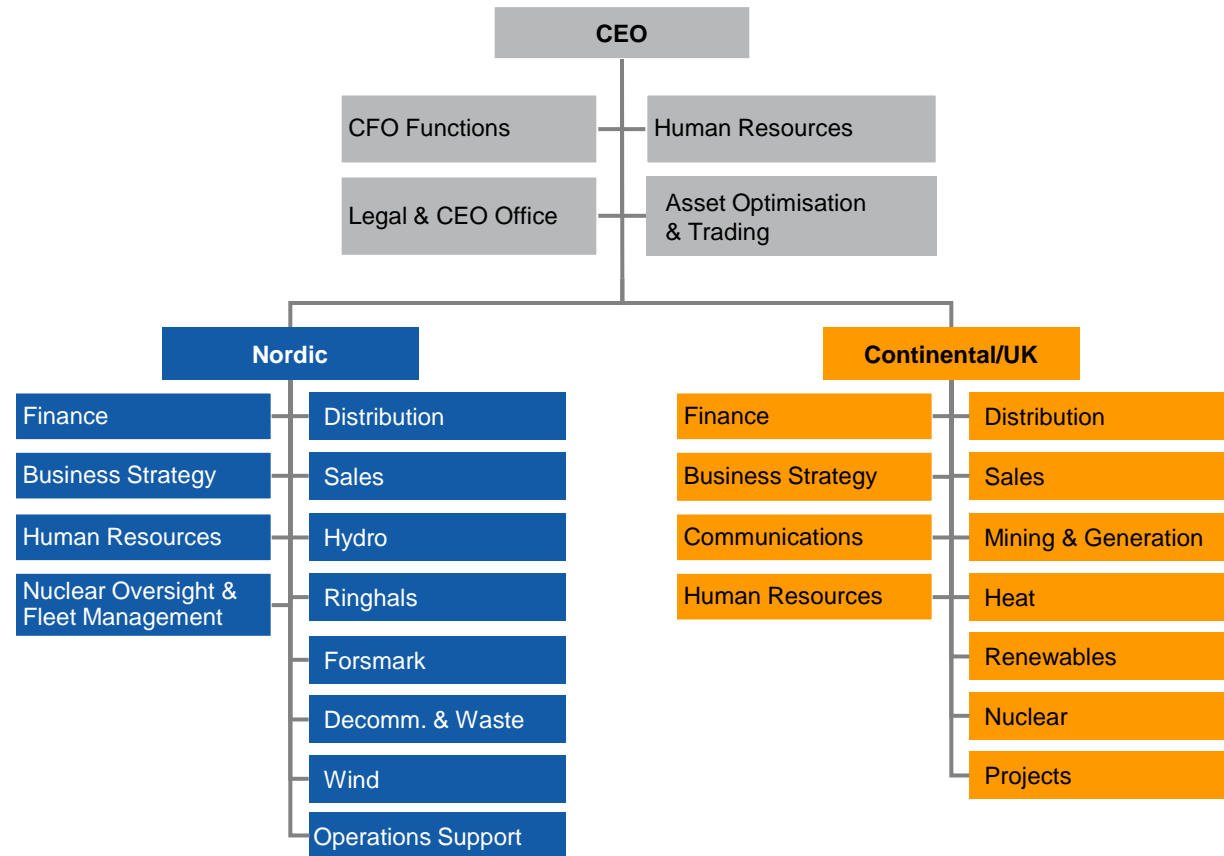 CEO
CFO Functions
Human Resources
Legal & CEO Office
Asset Optimisation
& Trading
Nordic
Continental/UK
Finance
Distribution
Business Strategy
Sales
Human Resources
Hydro
Nuclear Oversight &
Fleet Management
Ringhals
Forsmark
Decomm. & Waste
Wind
Operations Support
Finance
Distribution
Business Strategy
Sales
Communications
Mining & Generation
Human Resources
Heat
Renewables
Nuclear
Projects